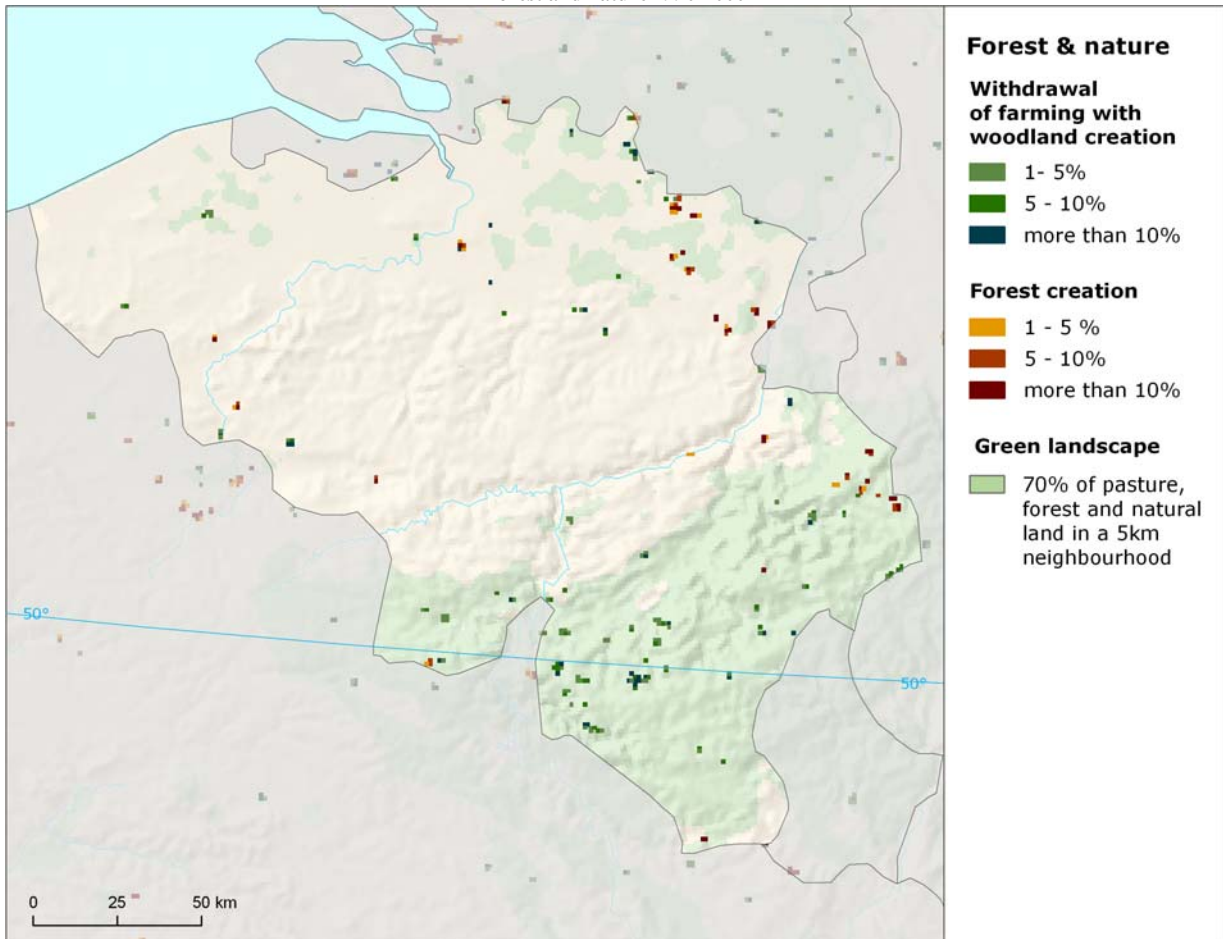 Forest & nature
Withdrawal
of farming with
woodland creation
1- 5%
5 - 10%
more than 10%
Forest creation
1 - 5 %
5 - 10%
more than 10%
Green landscape
70% of pasture,
forest and natural
land in a 5km
neighbourhood
50°
50°
0 25 50 km